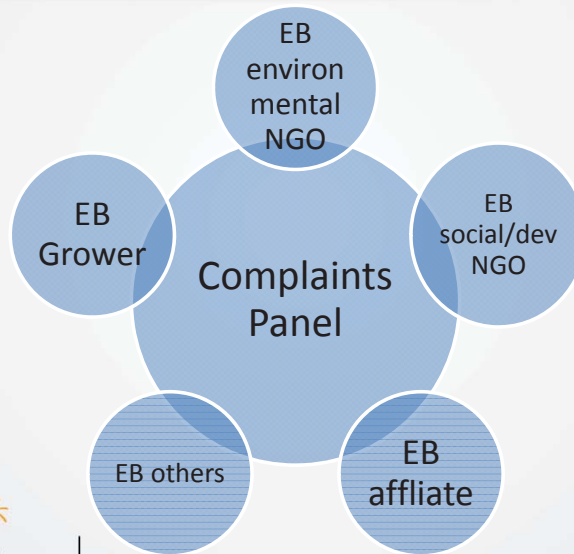 EB
environ
mental
NGO
EB
Grower
EB
social/dev
NGO
Complaints
Panel
EB others
EB
affliate